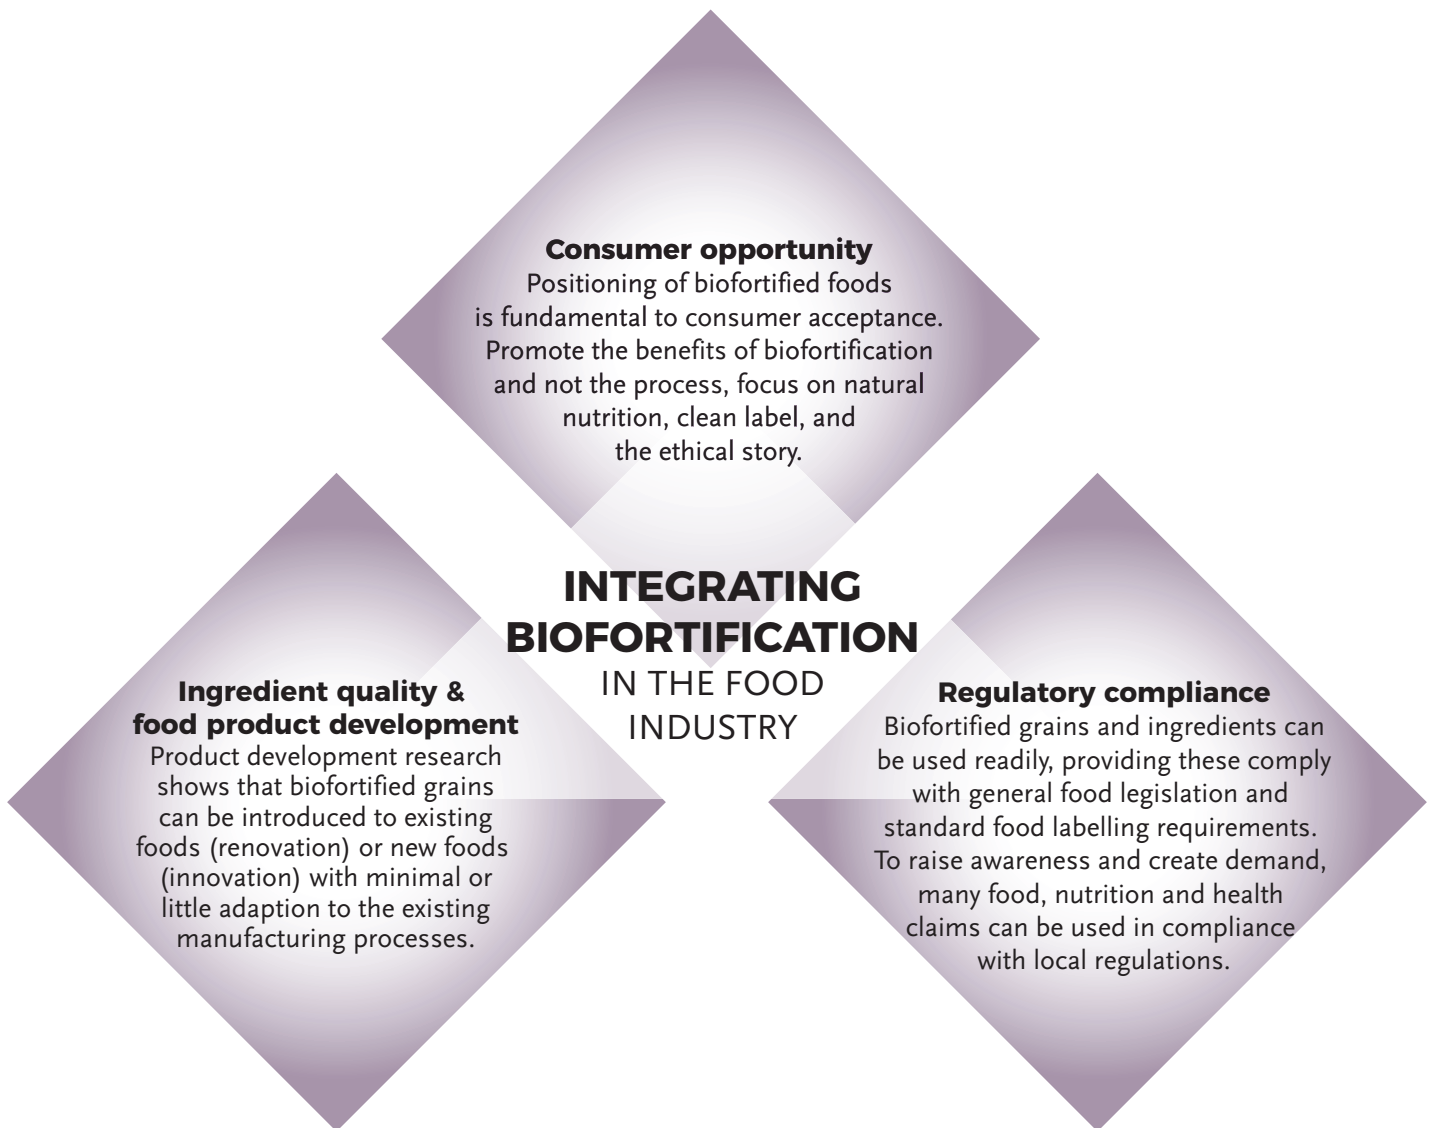 Consumer opportunity
Positioning of biofortified foods
is fundamental to consumer acceptance.
Promote the benefits of biofortification
and not the process, focus on natural
nutrition, clean label, and
the ethical story.
INTEGRATING
BIOFORTIFICATION
IN THE FOOD
INDUSTRY
Ingredient quality &
food product development
Product development research
shows that biofortified grains
can be introduced to existing
foods (renovation) or new foods
(innovation) with minimal or
little adaption to the existing
manufacturing processes.
Regulatory compliance
Biofortified grains and ingredients can
be used readily, providing these comply
with general food legislation and
standard food labelling requirements.
To raise awareness and create demand,
many food, nutrition and health
claims can be used in compliance
with local regulations.